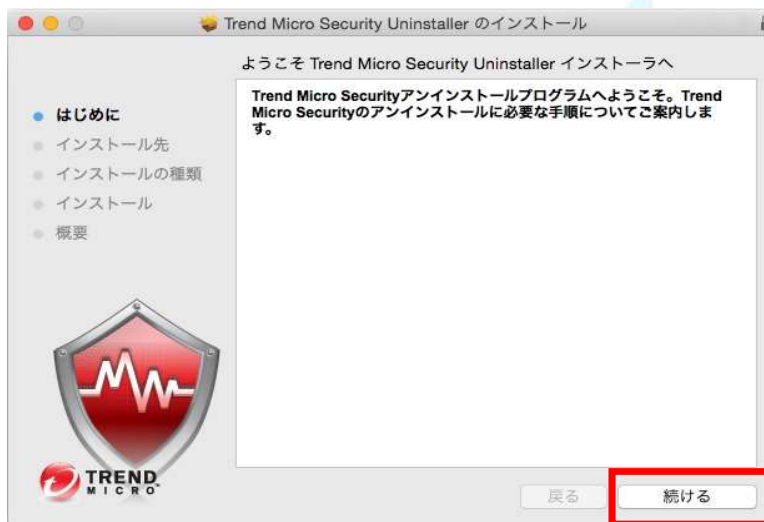 Trend Micro Security Uninstaller のインストール
ようこそ Trend Micro Security Uninstaller インストーラへ
はじめに
インストール先
インストールの種類
インストール
概要
Trend Micro Securityアンインストールプログラムへようこそ。Trend
Micro Securityのアンインストールに必要な手順についてご案内しま
す。
TREND
MICRO
戻る
続ける